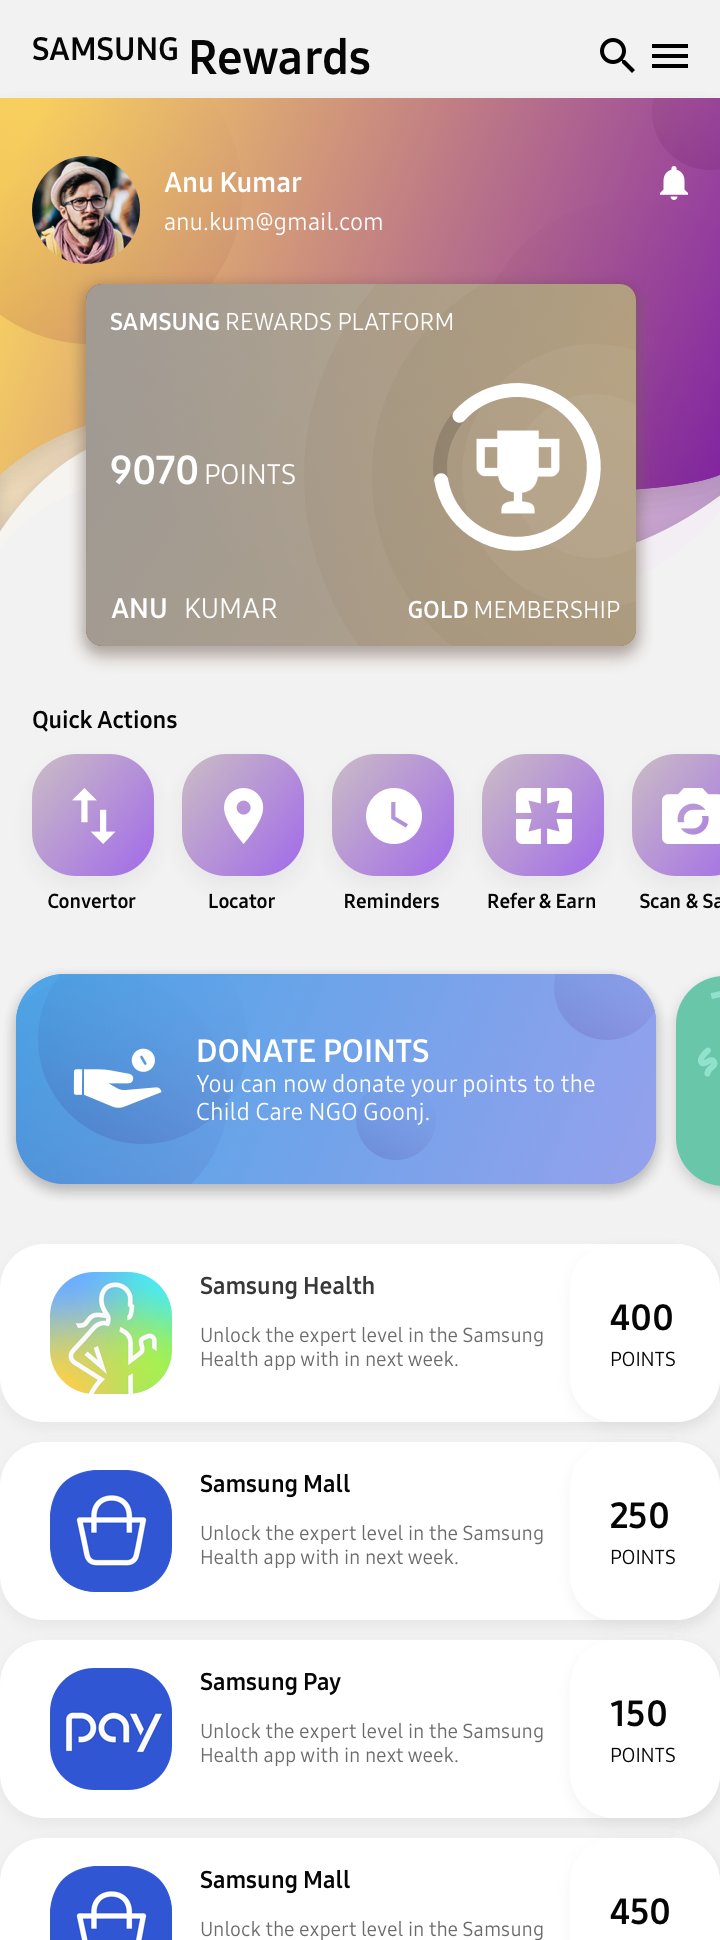 SAMSUNG Rewards
Anu Kumar
anu.kum@gmail.com
SAMSUNG REWARDS PLATFORM
9070 POINTS
ANU KUMAR
GOLD MEMBERSHIP
Quick Actions
Convertor
Locator
Reminders
Refer & Earn
Scan & Sa
DONATE POINTS
You can now donate your points to the
Child Care NGO Goonj.
Samsung Health
Unlock the expert level in the Samsung
Health app with in next week.
400
POINTS
Samsung Mall
Unlock the expert level in the Samsung
Health app with in next week.
250
POINTS
pay
Samsung Pay
Unlock the expert level in the Samsung
Health app with in next week.
150
POINTS
Samsung Mall
Unlock the expert level in the Samsung
450